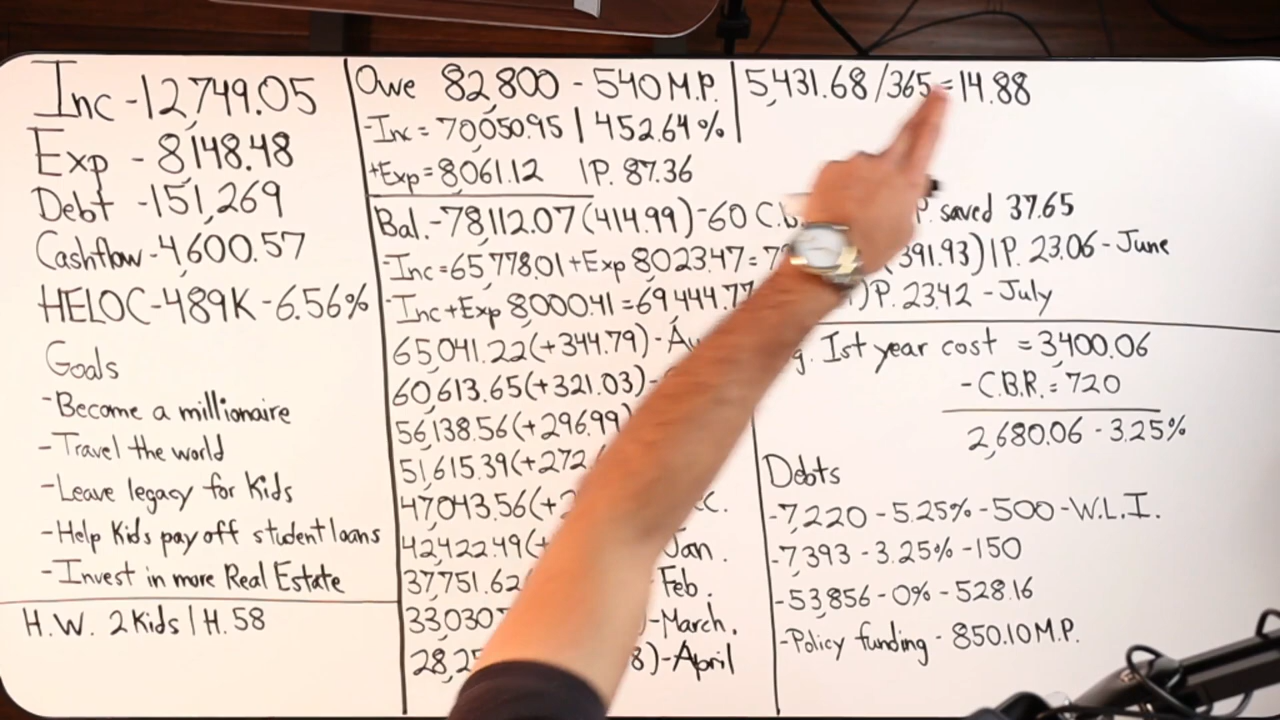 Inc -12,749.05
Exp - 8,148.48
Debt -151,269
Cashflow-4,600.57
HELOC-489K-6.56%
Goals
-Become a millionaire
-Travel the world
-Leave legacy for Kids
-Help Kids pay off student loans
-Invest in more Real Estate
H.W. 2Kids | H.58
Owe 82,800 - 540 M.P.
-Inc = 70,050.95 | 452.64%
+Exp=8,061.12 IP. 87.36
Bal.-78,112.07(414.99)-60 C.B. saved 37.65
-Inc=65,778.01+Exp 8,023.47= 391.93) IP. 23.06 - June
-Inc+Exp 8,000.41=69,444.77 )P. 23.42 - July
65,041.22(+344.79)-
60,613.65(+321.03)-
56,138.56(+296.99)
51,615.39(+272.
47,043.56(+
42,422.49( Jan.
37,751.62 Feb.
33,030 -March.
28,2 8)-April
5,431.68/365=14.88
1st year cost = 3,400.06
-C.B.R.= 720
2,680.06 - 3.25%
Debts
-7,220 - 5.25% -500 -W.L.I.
-7,393 - 3.25% -150
-53,856 - 0% - 528.16
-Policy funding - 850.10 M.P.